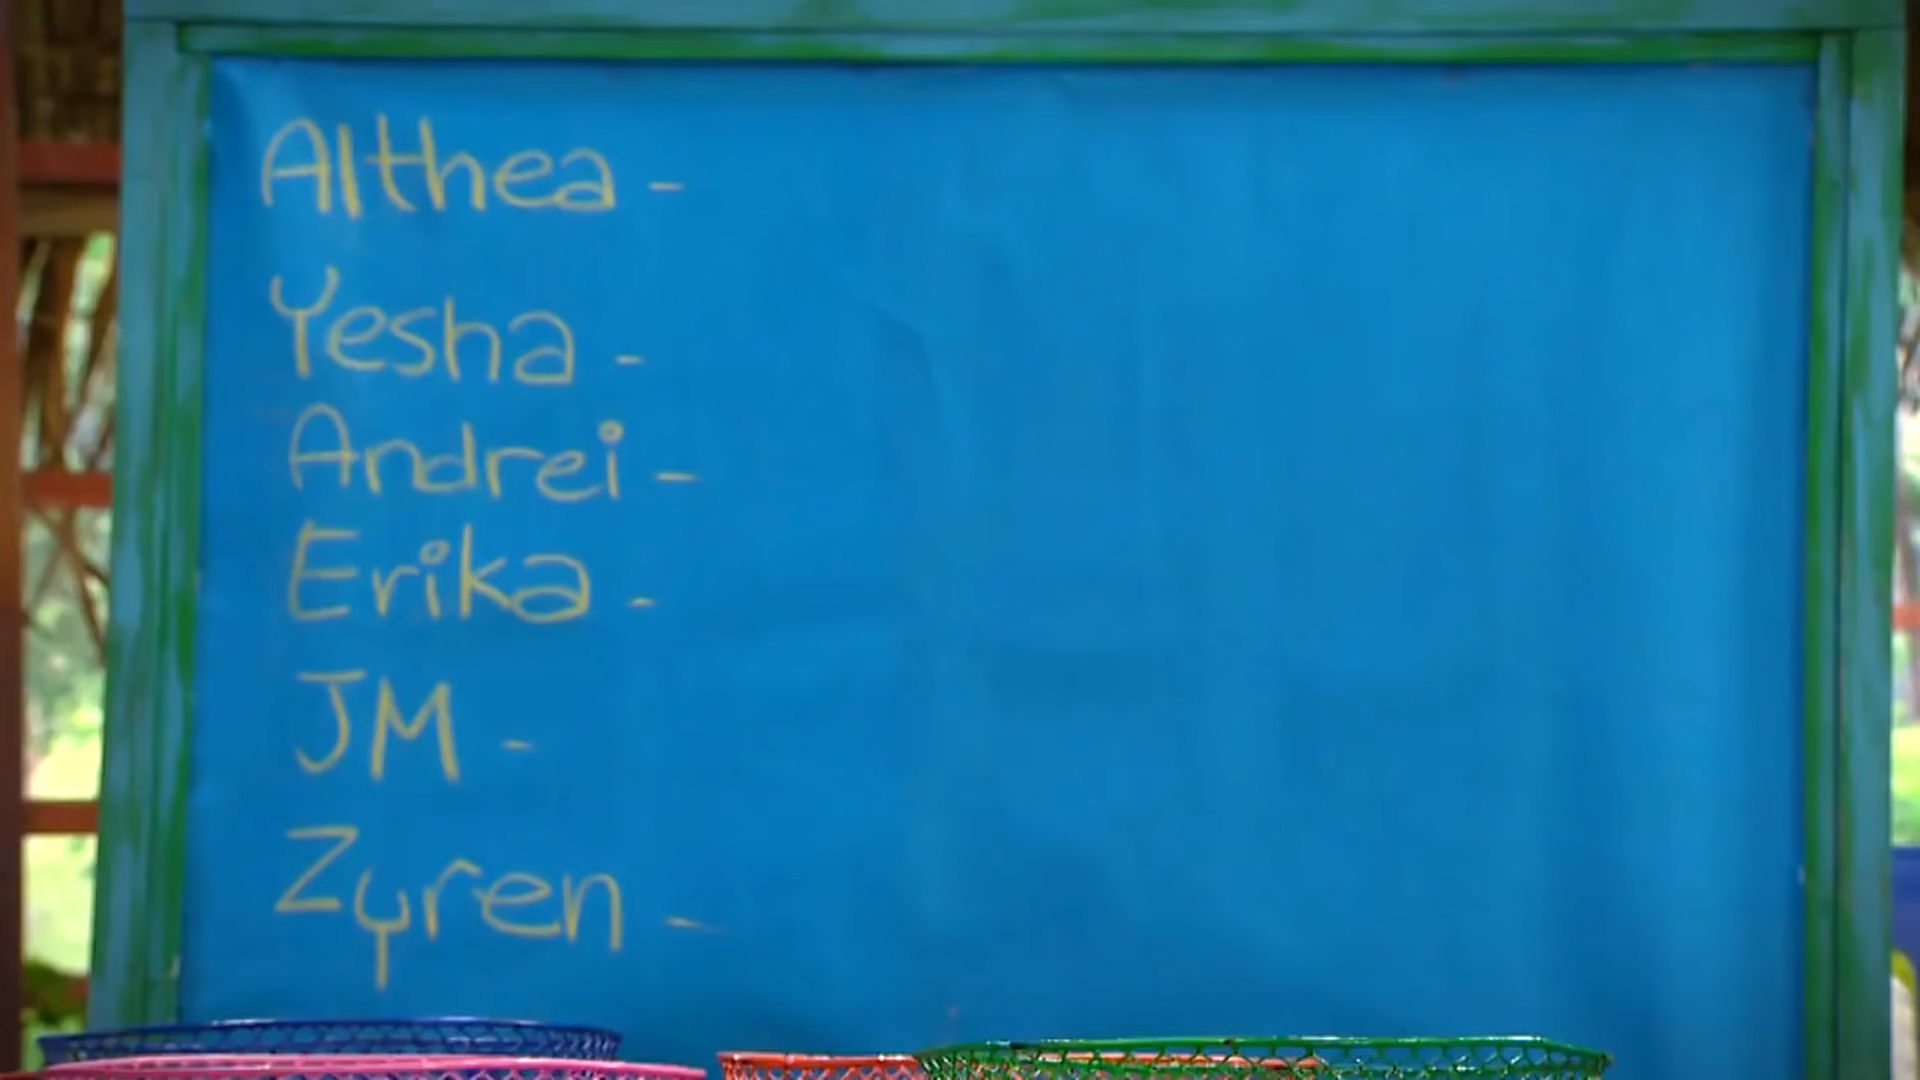 Althea -
Yesha -
Andrei -
Erika -
JM -
Zyren -